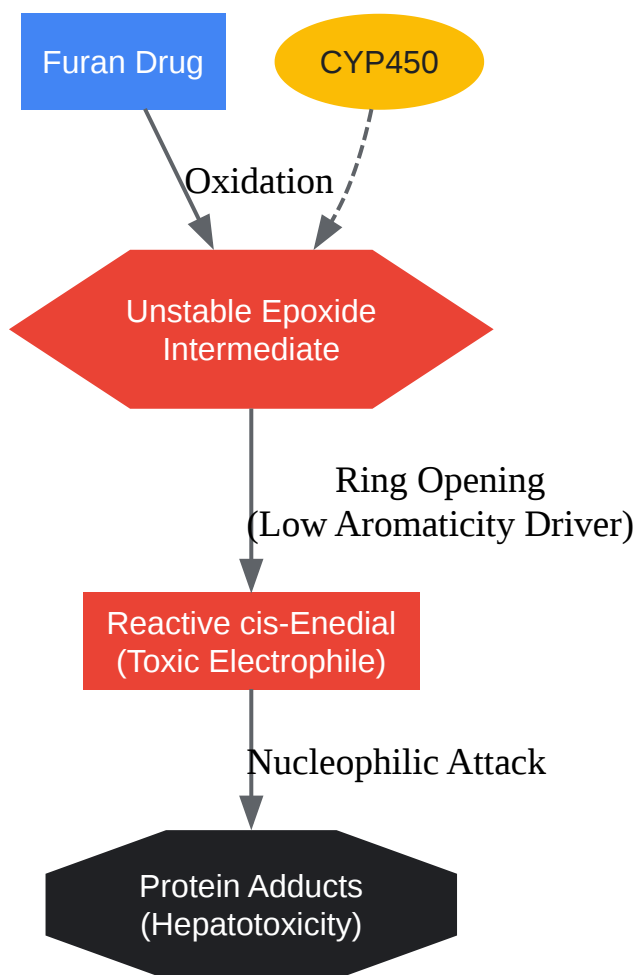 Furan Drug
CYP450
Oxidation
Unstable Epoxide
Intermediate
Ring Opening
(Low Aromaticity Driver)
Reactive cis-Enedial
(Toxic Electrophile)
Nucleophilic Attack
Protein Adducts
(Hepatotoxicity)